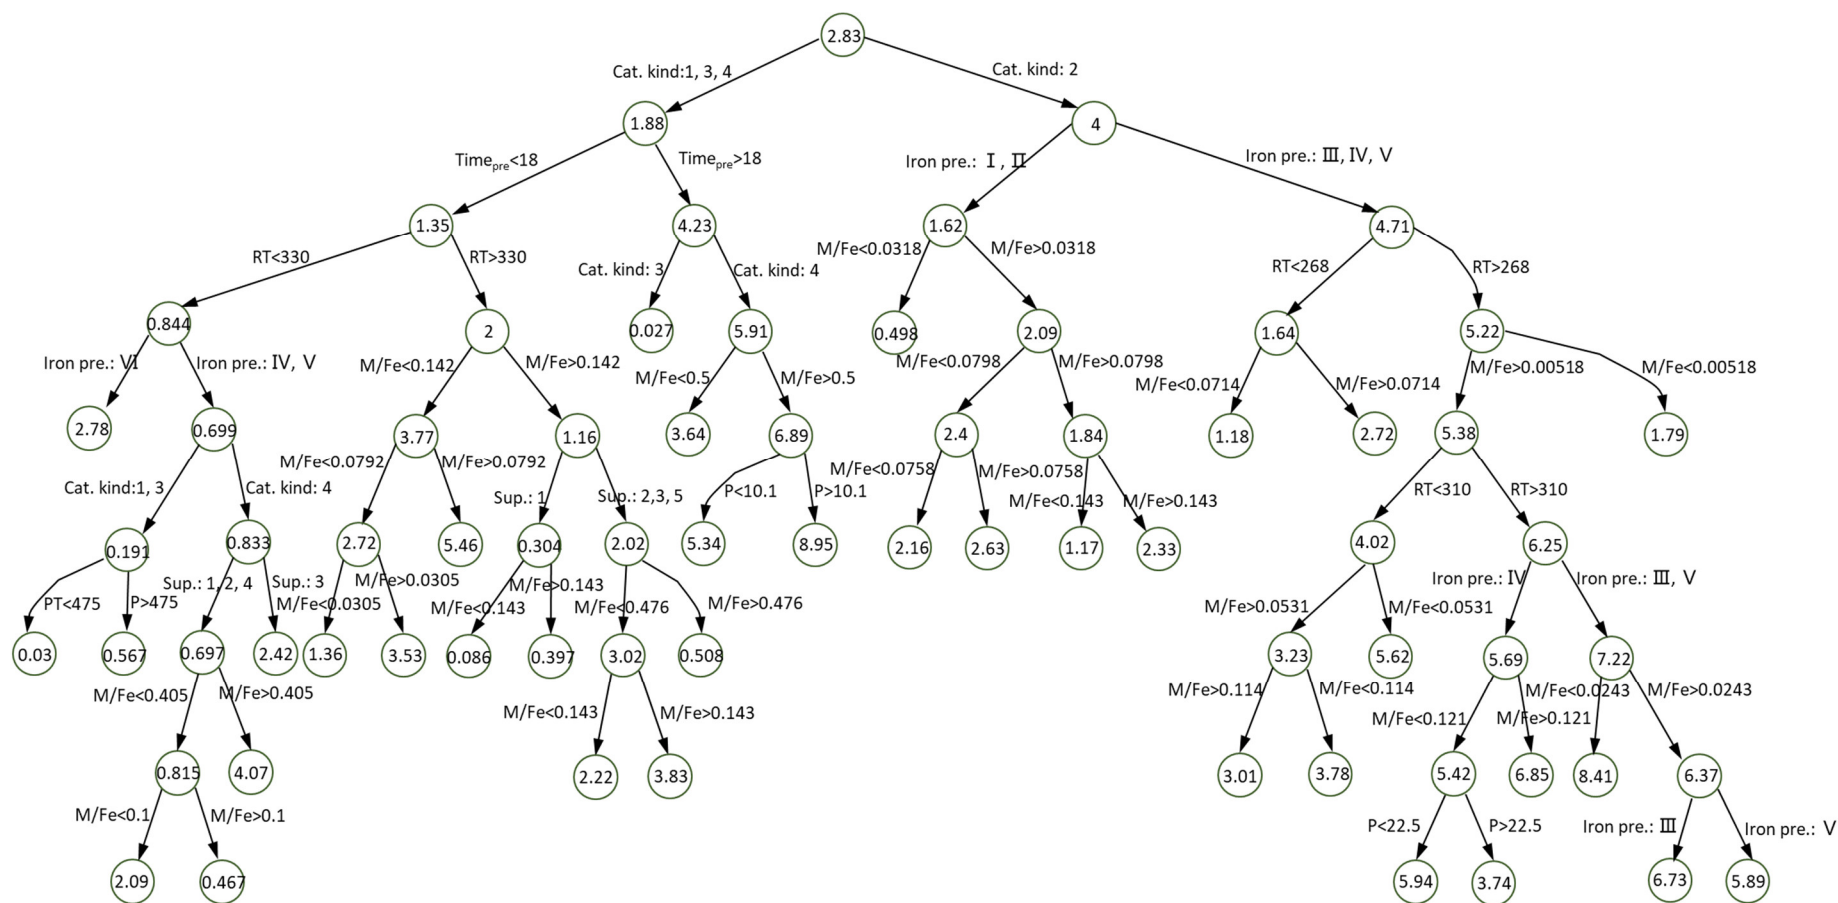 2.83
Cat. kind:1, 3, 4
Cat. kind: 2
1.88
4
Time_pre<18
Time_pre>18
Iron pre.: Ⅰ , Ⅱ
Iron pre.: Ⅲ, Ⅳ, Ⅴ
1.35
4.23
1.62
4.71
RT<330
RT>330
Cat. kind: 3
Cat. kind: 4
M/Fe<0.0318
M/Fe>0.0318
RT<268
RT>268
0.844
2
0.027
5.91
0.498
2.09
1.64
5.22
Iron pre.: Ⅵ
Iron pre.: Ⅳ, Ⅴ
M/Fe<0.142
M/Fe>0.142
M/Fe<0.5
M/Fe>0.5
M/Fe<0.0798
M/Fe>0.0798
M/Fe<0.0714
M/Fe>0.0714
M/Fe>0.00518
M/Fe<0.00518
2.78
0.699
3.77
1.16
3.64
6.89
2.4
1.84
1.18
2.72
5.38
1.79
Cat. kind:1, 3
Cat. kind: 4
M/Fe<0.0792
M/Fe>0.0792
Sup.: 1
Sup.: 2,3, 5
P<10.1
P>10.1
M/Fe<0.0758
M/Fe>0.0758
M/Fe<0.143
M/Fe>0.143
RT<310
RT>310
0.191
0.833
2.72
5.46
0.304
2.02
5.34
8.95
2.16
2.63
1.17
2.33
4.02
6.25
PT<475
P>475
Sup.: 1, 2, 4
Sup.: 3
M/Fe<0.0305
M/Fe>0.0305
M/Fe<0.143
M/Fe>0.143
M/Fe<0.476
M/Fe>0.476
M/Fe>0.0531
M/Fe<0.0531
Iron pre.: Ⅳ
Iron pre.: Ⅲ, Ⅴ
0.03
0.567
0.697
2.42
1.36
3.53
0.086
0.397
3.02
0.508
3.23
5.62
5.69
7.22
M/Fe<0.405
M/Fe>0.405
M/Fe<0.143
M/Fe>0.143
M/Fe>0.114
M/Fe<0.114
M/Fe<0.121
M/Fe>0.121
M/Fe<0.0243
M/Fe>0.0243
0.815
4.07
2.22
3.83
3.01
3.78
5.42
6.85
8.41
6.37
M/Fe<0.1
M/Fe>0.1
P<22.5
P>22.5
Iron pre.: Ⅲ
Iron pre.: Ⅴ
2.09
0.467
5.94
3.74
6.73
5.89